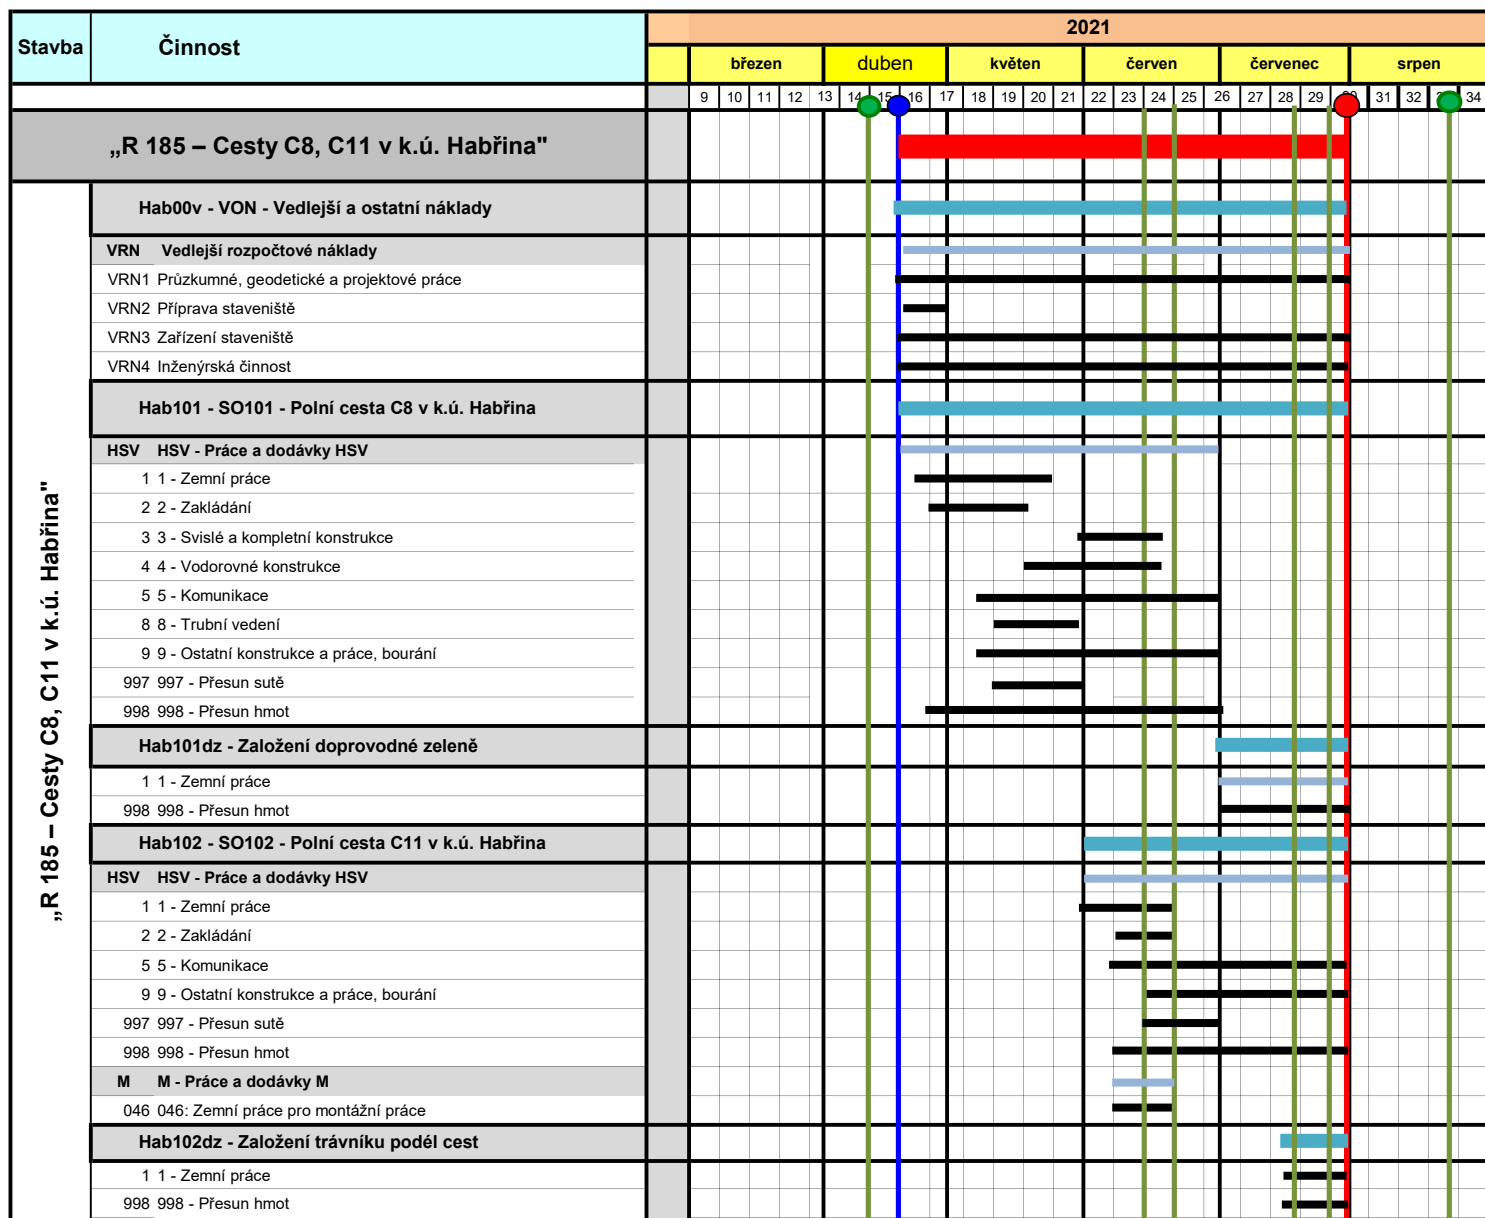 Stavba
Činnost
2021
březen duben květen červen červenec srpen
9 10 11 12 13 14 15 16 17 18 19 20 21 22 23 24 25 26 27 28 29 31 32 34
„R 185 – Cesty C8, C11 v k.ú. Habřina"
„R 185 – Cesty C8, C11 v k.ú. Habřina"
Hab00v - VON - Vedlejší a ostatní náklady
VRN Vedlejší rozpočtové náklady
VRN1 Průzkumné, geodetické a projektové práce
VRN2 Příprava staveniště
VRN3 Zařízení staveniště
VRN4 Inženýrská činnost
Hab101 - SO101 - Polní cesta C8 v k.ú. Habřina
HSV HSV - Práce a dodávky HSV
1 1 - Zemní práce
2 2 - Zakládání
3 3 - Svislé a kompletní konstrukce
4 4 - Vodorovné konstrukce
5 5 - Komunikace
8 8 - Trubní vedení
9 9 - Ostatní konstrukce a práce, bourání
997 997 - Přesun sutě
998 998 - Přesun hmot
Hab101dz - Založení doprovodné zeleně
1 1 - Zemní práce
998 998 - Přesun hmot
Hab102 - SO102 - Polní cesta C11 v k.ú. Habřina
HSV HSV - Práce a dodávky HSV
1 1 - Zemní práce
2 2 - Zakládání
5 5 - Komunikace
9 9 - Ostatní konstrukce a práce, bourání
997 997 - Přesun sutě
998 998 - Přesun hmot
M M - Práce a dodávky M
046 046: Zemní práce pro montážní práce
Hab102dz - Založení trávníku podél cest
1 1 - Zemní práce
998 998 - Přesun hmot